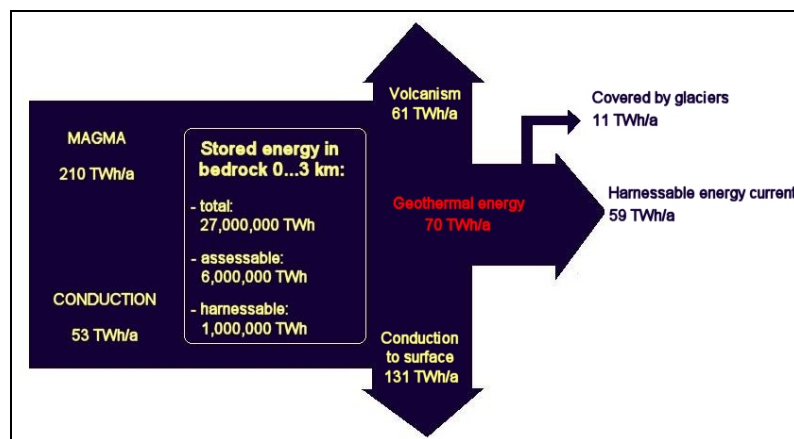 MAGMA
210 TWh/a
CONDUCTION
53 TWh/a
Stored energy in
bedrock 0...3 km:
- total:
27,000,000 TWh
- assessable:
6,000,000 TWh
- harnessable:
1,000,000 TWh
Volcanism
61 TWh/a
Geothermal energy
70 TWh/a
Conduction
to surface
131 TWh/a
Covered by glaciers
11 TWh/a
Harnessable energy current
59 TWh/a